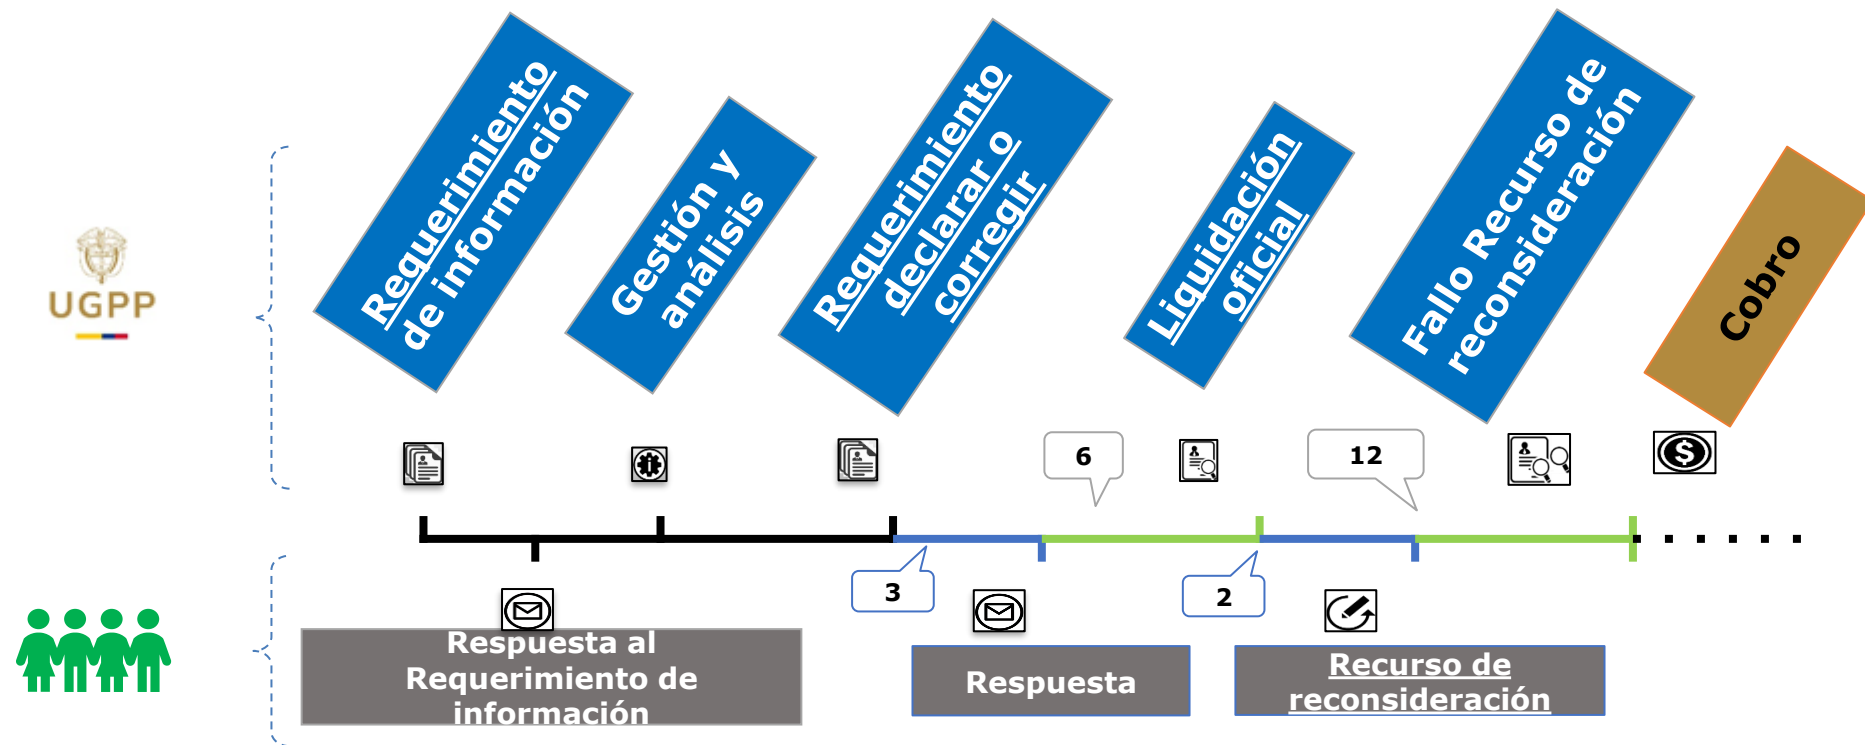 Requerimiento
de información
Gestión y
análisis
Requerimiento
declarar o
corregir
Liquidación
oficial
Fallo Recurso de
reconsideración
Cobro
UGPP
6
12
3
2
Respuesta al
Requerimiento de
información
Respuesta
Recurso de
reconsideración